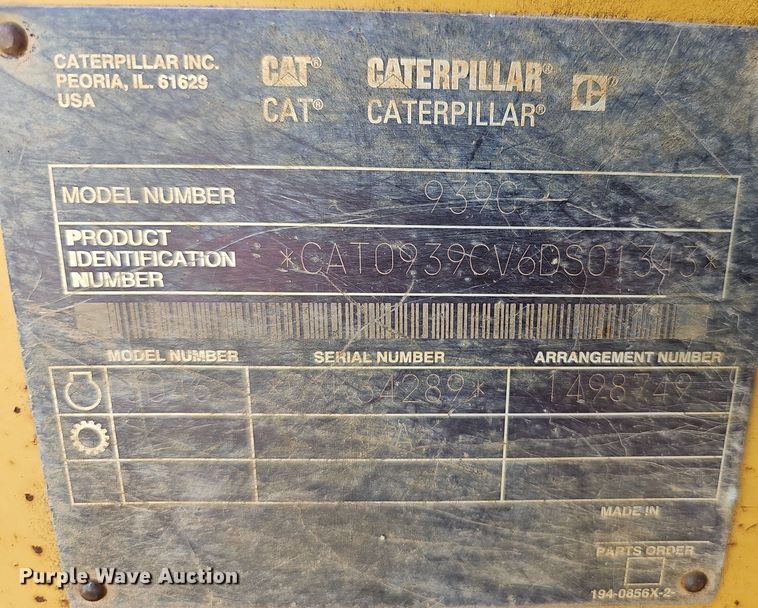 CATERPILLAR INC.
PEORIA, IL. 61629
USA
CAT® CATERPILLAR®
CAT® CATERPILLAR®
MODEL NUMBER 939C
PRODUCT
IDENTIFICATION *CAT0939CV6DS01343*
NUMBER
MODEL NUMBER SERIAL NUMBER ARRANGEMENT NUMBER
34289* 1498749
MADE IN
PARTS ORDER
194-0856X-2
Purple Wave Auction